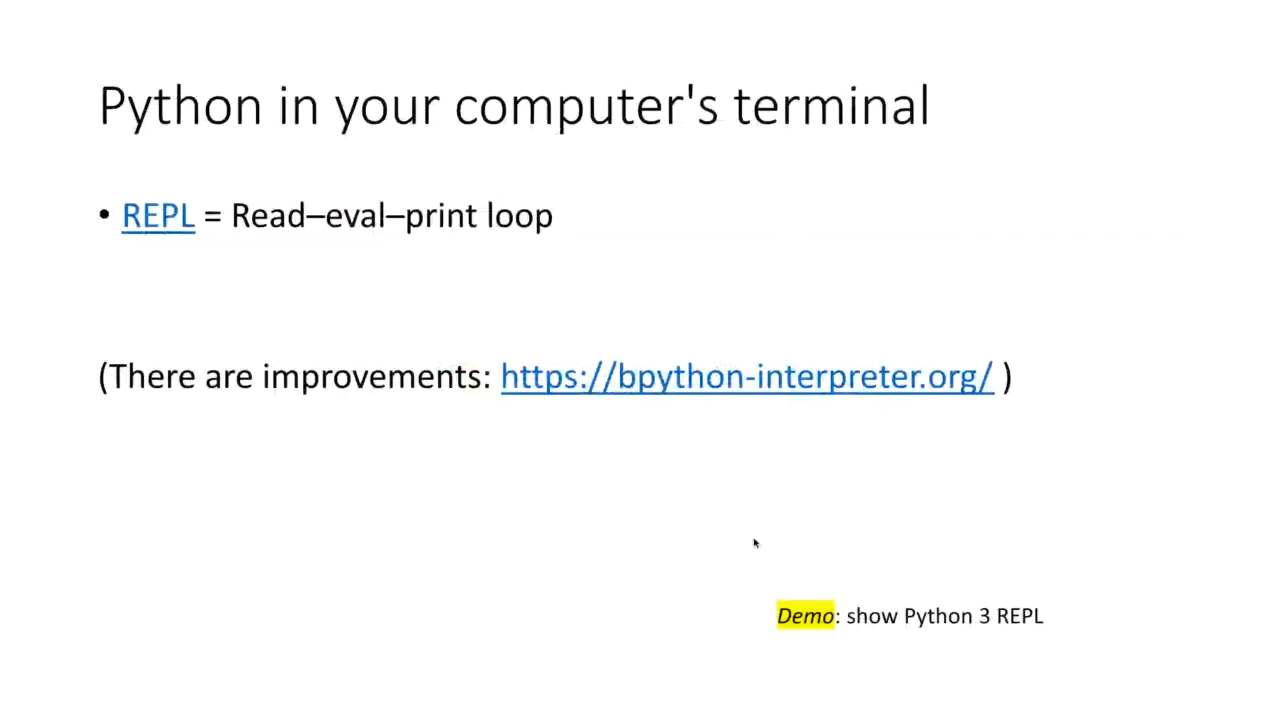 Python in your computer's terminal
• REPL = Read–eval–print loop
(There are improvements: https://bpython-interpreter.org/ )
Demo: show Python 3 REPL